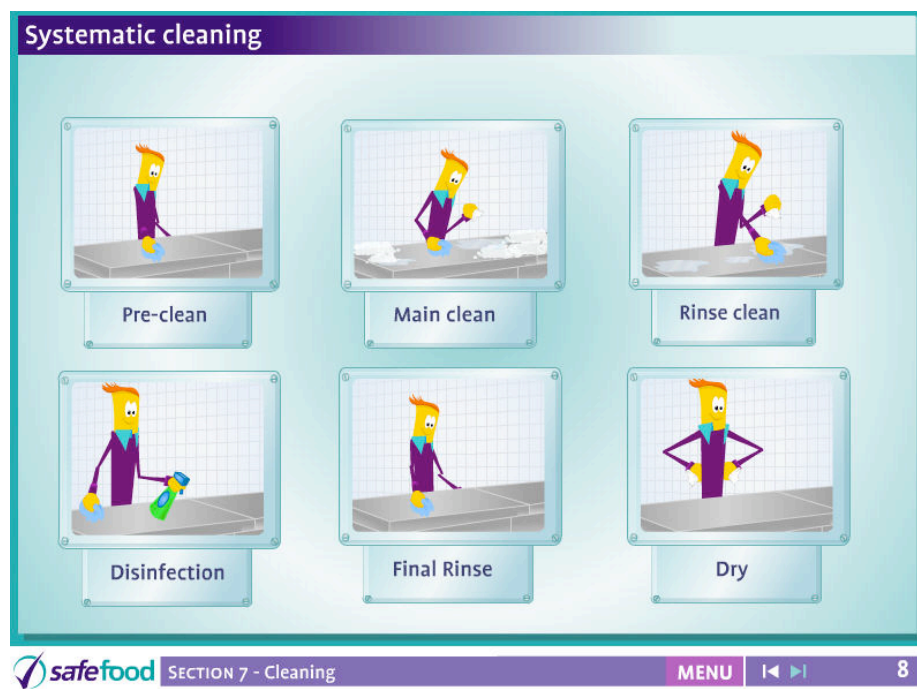 Systematic cleaning
Pre-clean
Main clean
Rinse clean
Disinfection
Final Rinse
Dry
safefood SECTION 7 - Cleaning MENU 8